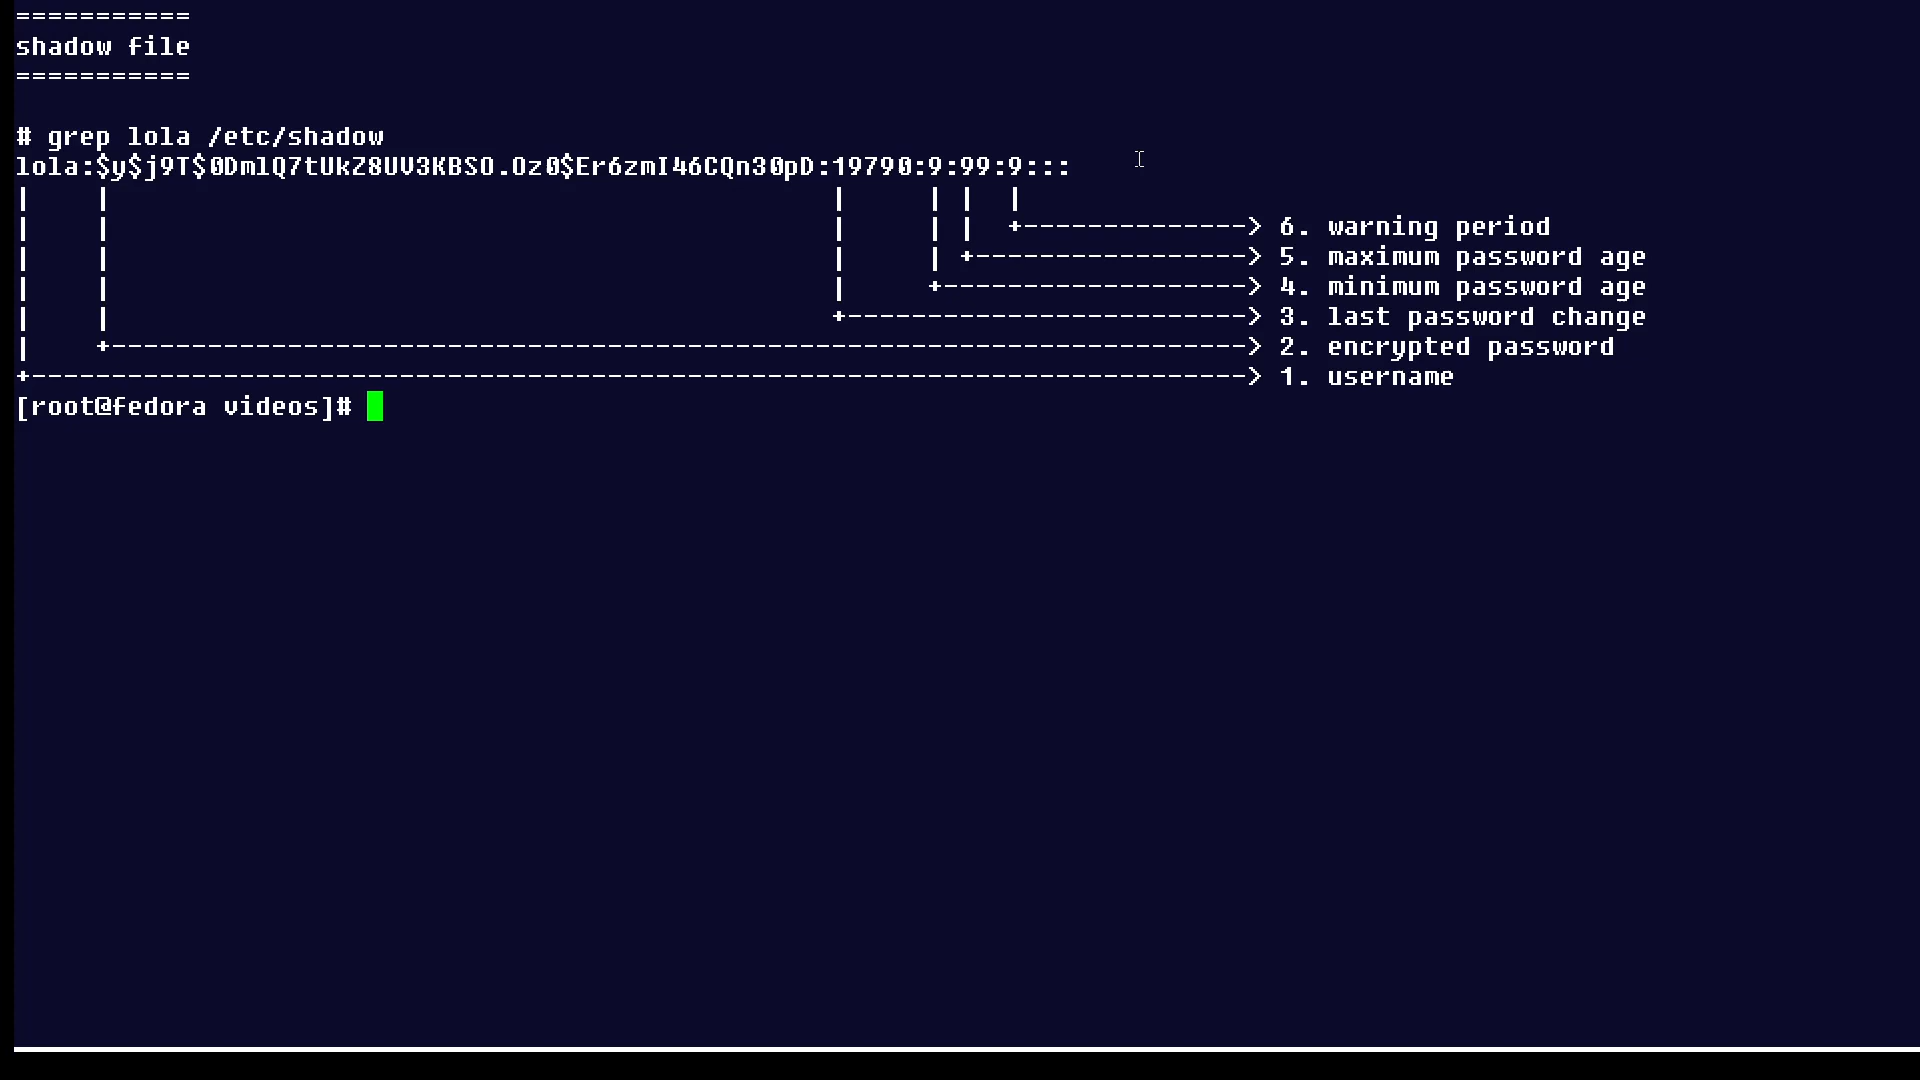 ===========
shadow file
===========
# grep lola /etc/shadow
lola:$y$j9T$0DmlQ7tUkZ8UV3KBSO.Oz0$Er6zmI46CQn30pD:19790:9:99:9:::
|    |                                             |     | |  |
|    |                                             |     | |  +--------------> 6. warning period
|    |                                             |     | +-----------------> 5. maximum password age
|    |                                             |     +-------------------> 4. minimum password age
|    |                                             +-------------------------> 3. last password change
|    +-----------------------------------------------------------------------> 2. encrypted password
+----------------------------------------------------------------------------> 1. username
[root@fedora videos]#